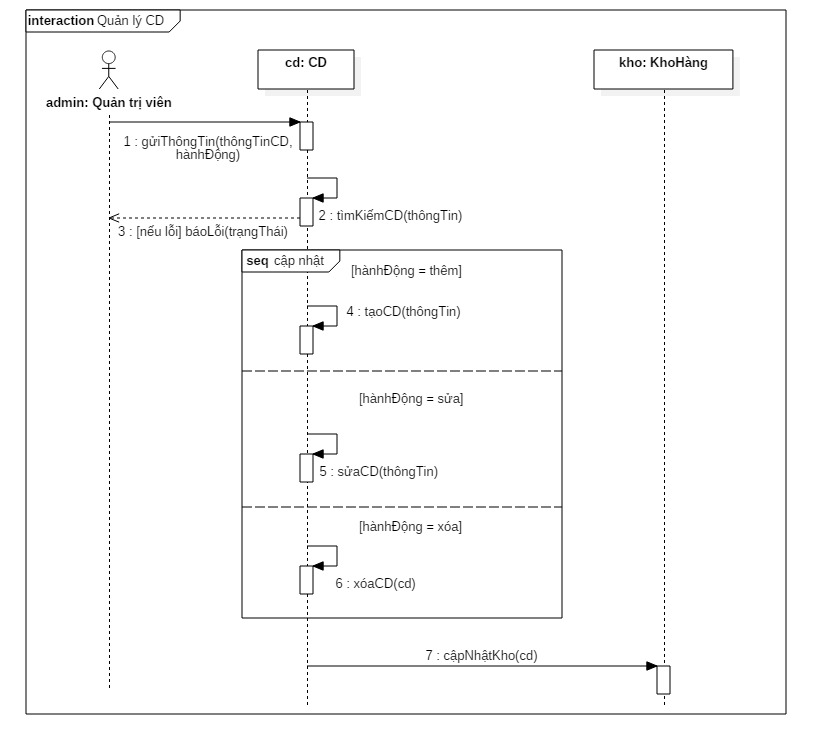 interaction Quản lý CD
admin: Quản trị viên
cd: CD
kho: KhoHàng
1 : gửiThôngTin(thôngTinCD,
hànhĐộng)
2 : tìmKiếmCD(thôngTin)
3 : [nếu lỗi] báoLỗi(trạngThái)
seq cập nhật
[hànhĐộng = thêm]
4 : tạoCD(thôngTin)
[hànhĐộng = sửa]
5 : sửaCD(thôngTin)
[hànhĐộng = xóa]
6 : xóaCD(cd)
7 : cậpNhậtKho(cd)